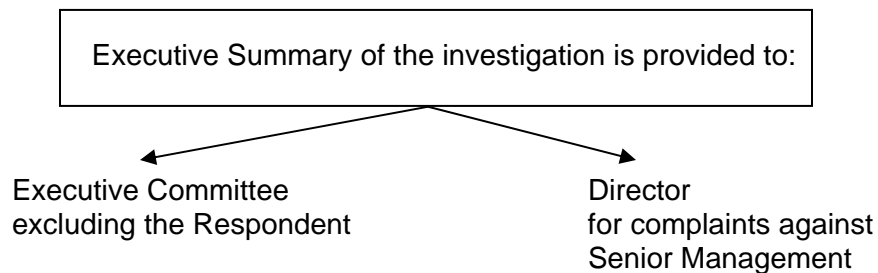 Executive Summary of the investigation is provided to:
Executive Committee
excluding the Respondent
Director
for complaints against
Senior Management